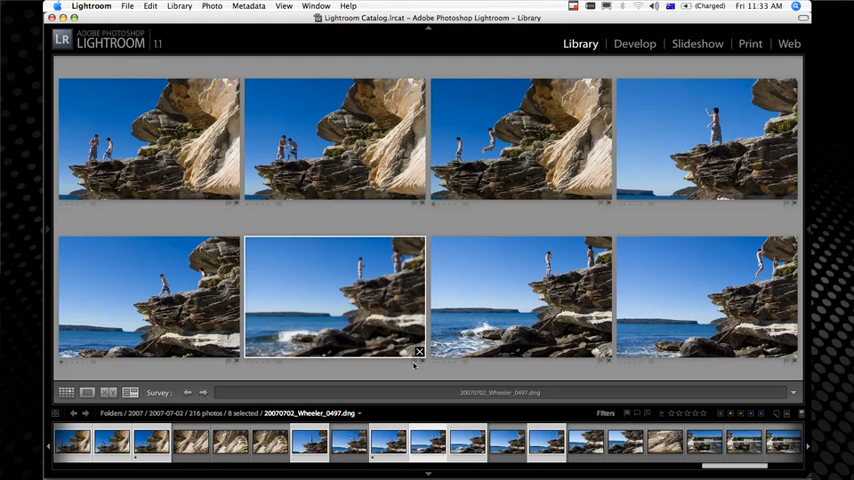 Lightroom File Edit Library Photo Metadata View Window Help (Charged) Fri 11:33 AM
Lightroom Catalog.lrcat - Adobe Photoshop Lightroom - Library
Lr ADOBE PHOTOSHOP LIGHTROOM 1.1
Library | Develop | Slideshow | Print | Web
Survey : 20070702_Wheeler_0497.dng
Folders / 2007 / 2007-07-02 / 216 photos / 8 selected / 20070702_Wheeler_0497.dng Filters